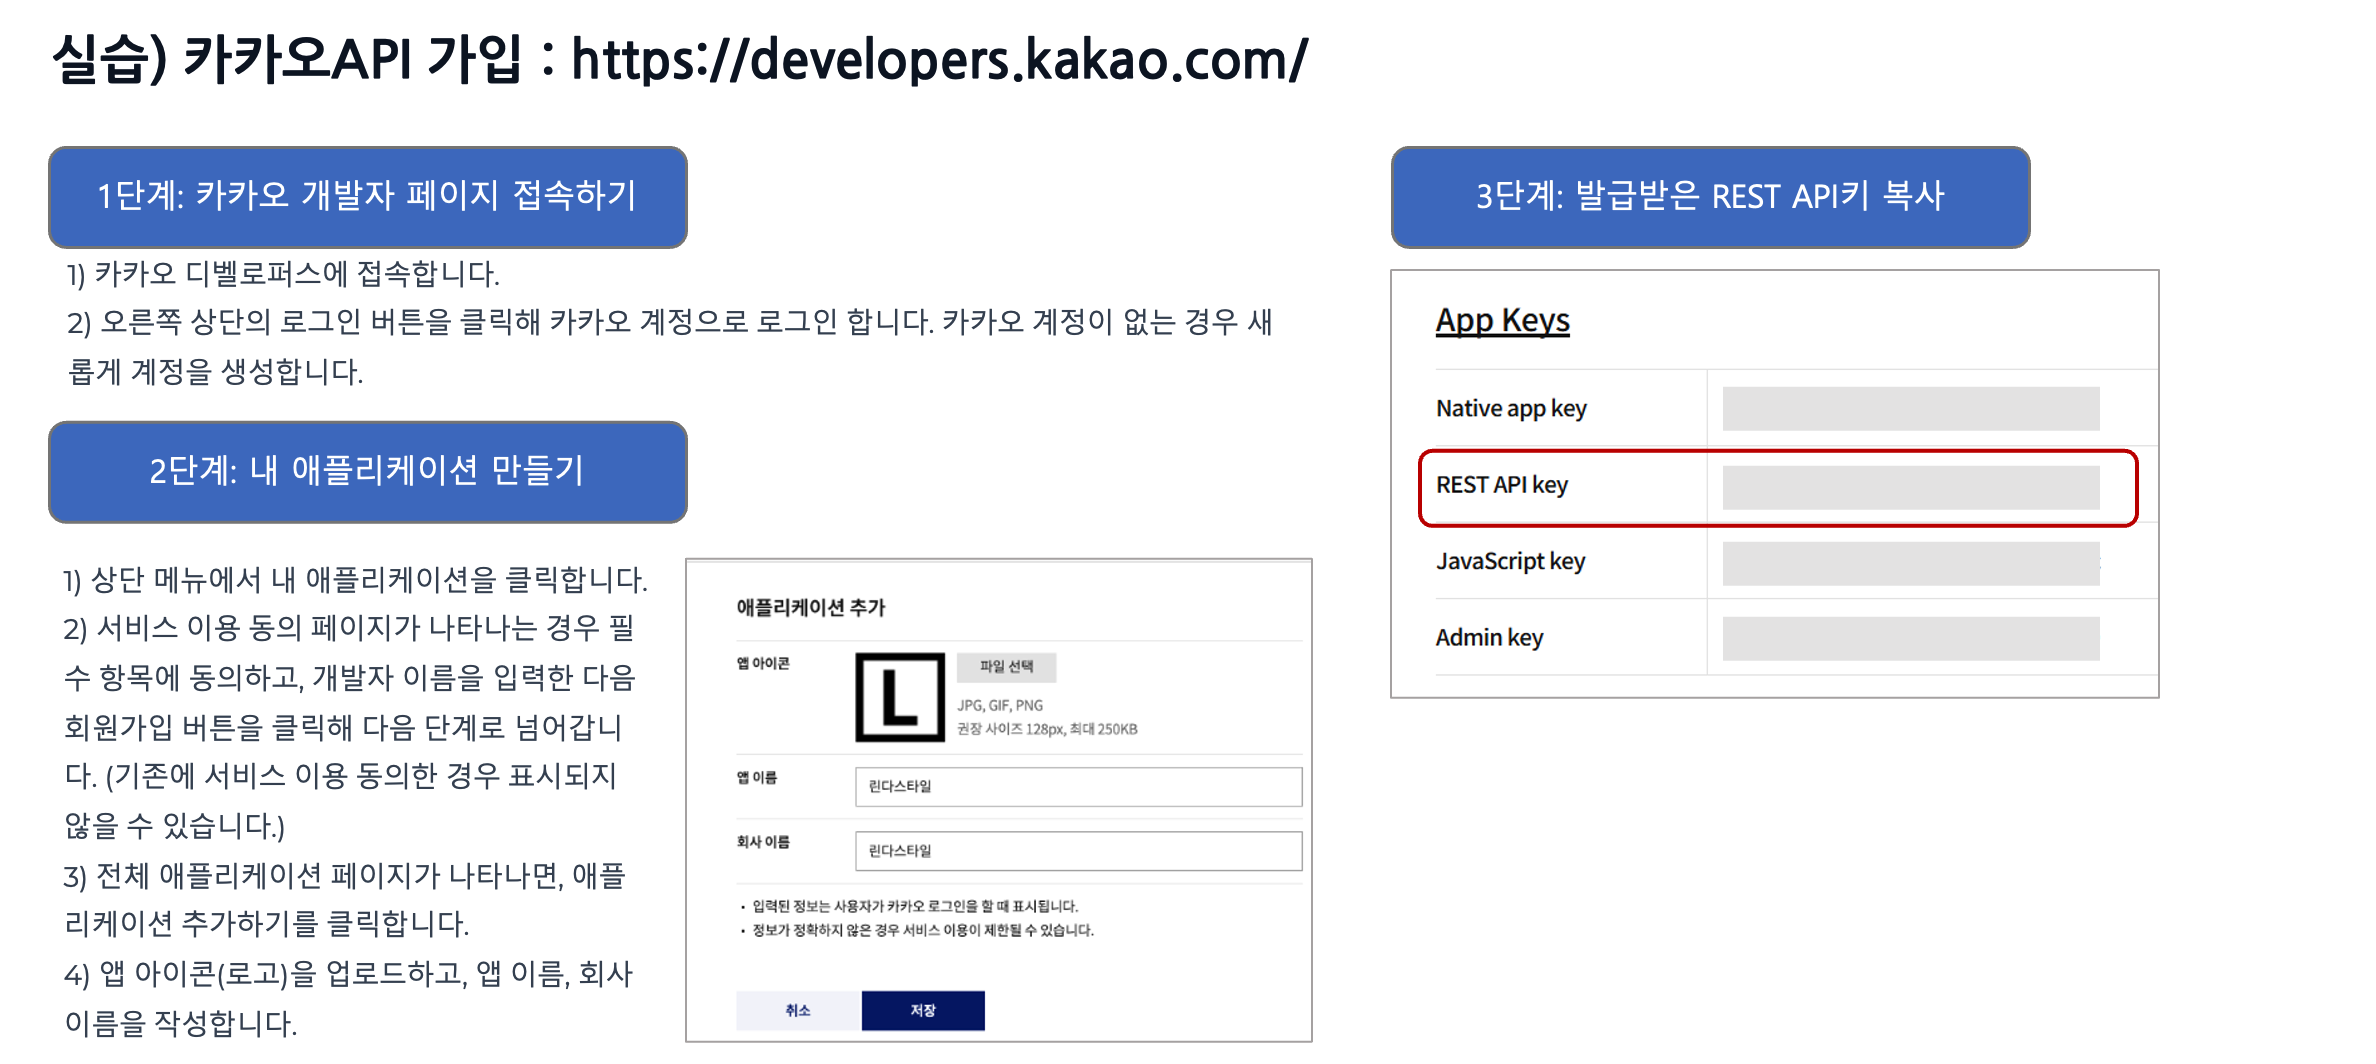 실습) 카카오API 가입 : https://developers.kakao.com/
1단계: 카카오 개발자 페이지 접속하기
1) 카카오 디벨로퍼스에 접속합니다.
2) 오른쪽 상단의 로그인 버튼을 클릭해 카카오 계정으로 로그인 합니다. 카카오 계정이 없는 경우 새
롭게 계정을 생성합니다.
2단계: 내 애플리케이션 만들기
1) 상단 메뉴에서 내 애플리케이션을 클릭합니다.
2) 서비스 이용 동의 페이지가 나타나는 경우 필
수 항목에 동의하고, 개발자 이름을 입력한 다음
회원가입 버튼을 클릭해 다음 단계로 넘어갑니
다. (기존에 서비스 이용 동의한 경우 표시되지
않을 수 있습니다.)
3) 전체 애플리케이션 페이지가 나타나면, 애플
리케이션 추가하기를 클릭합니다.
4) 앱 아이콘(로고)을 업로드하고, 앱 이름, 회사
이름을 작성합니다.
애플리케이션 추가
앱 아이콘
L
파일 선택
JPG, GIF, PNG
권장 사이즈 128px, 최대 250KB
앱 이름
린다스타일
회사 이름
린다스타일
• 입력된 정보는 사용자가 카카오 로그인을 할 때 표시됩니다.
• 정보가 정확하지 않은 경우 서비스 이용이 제한될 수 있습니다.
취소
저장
3단계: 발급받은 REST API키 복사
App Keys
Native app key
REST API key
JavaScript key
Admin key